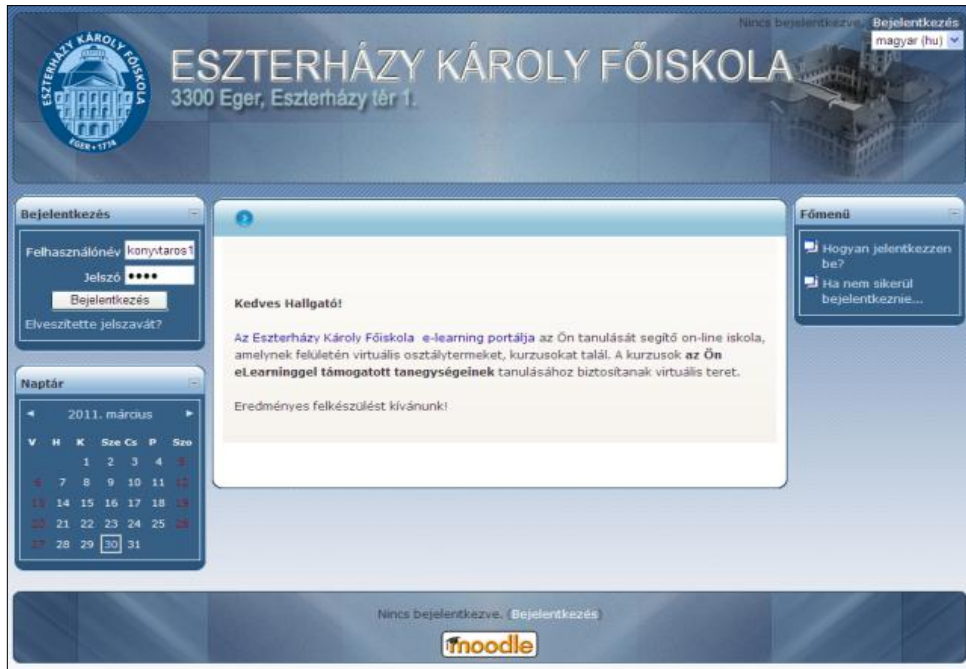 Nincs bejelentkezve. (Bejelentkezés
magyar (hu)
ESZTERHÁZY KÁROLY FŐISKOLA
3300 Eger, Eszterházy tér 1.
ESZTERHÁZY KÁROLY FŐISKOLA
EGER • 1774
Bejelentkezés
Felhasználónév konyvtaros1
Jelszó ••••
Bejelentkezés
Elveszítette jelszavát?
Naptár
2011. március
V H K Sze Cs P Szo
1 2 3 4 5
6 7 8 9 10 11 12
13 14 15 16 17 18 19
20 21 22 23 24 25 26
27 28 29 30 31
Kedves Hallgató!
Az Eszterházy Károly Főiskola e-learning portálja az Ön tanulását segítő on-line iskola,
amelynek felületén virtuális osztálytermeket, kurzusokat talál. A kurzusok az Ön
eLearninggel támogatott tanegységeinek tanulásához biztosítanak virtuális teret.
Eredményes felkészülést kívánunk!
Főmenü
Hogyan jelentkezzen
be?
Ha nem sikerül
bejelentkeznie...
Nincs bejelentkezve. (Bejelentkezés)
moodle